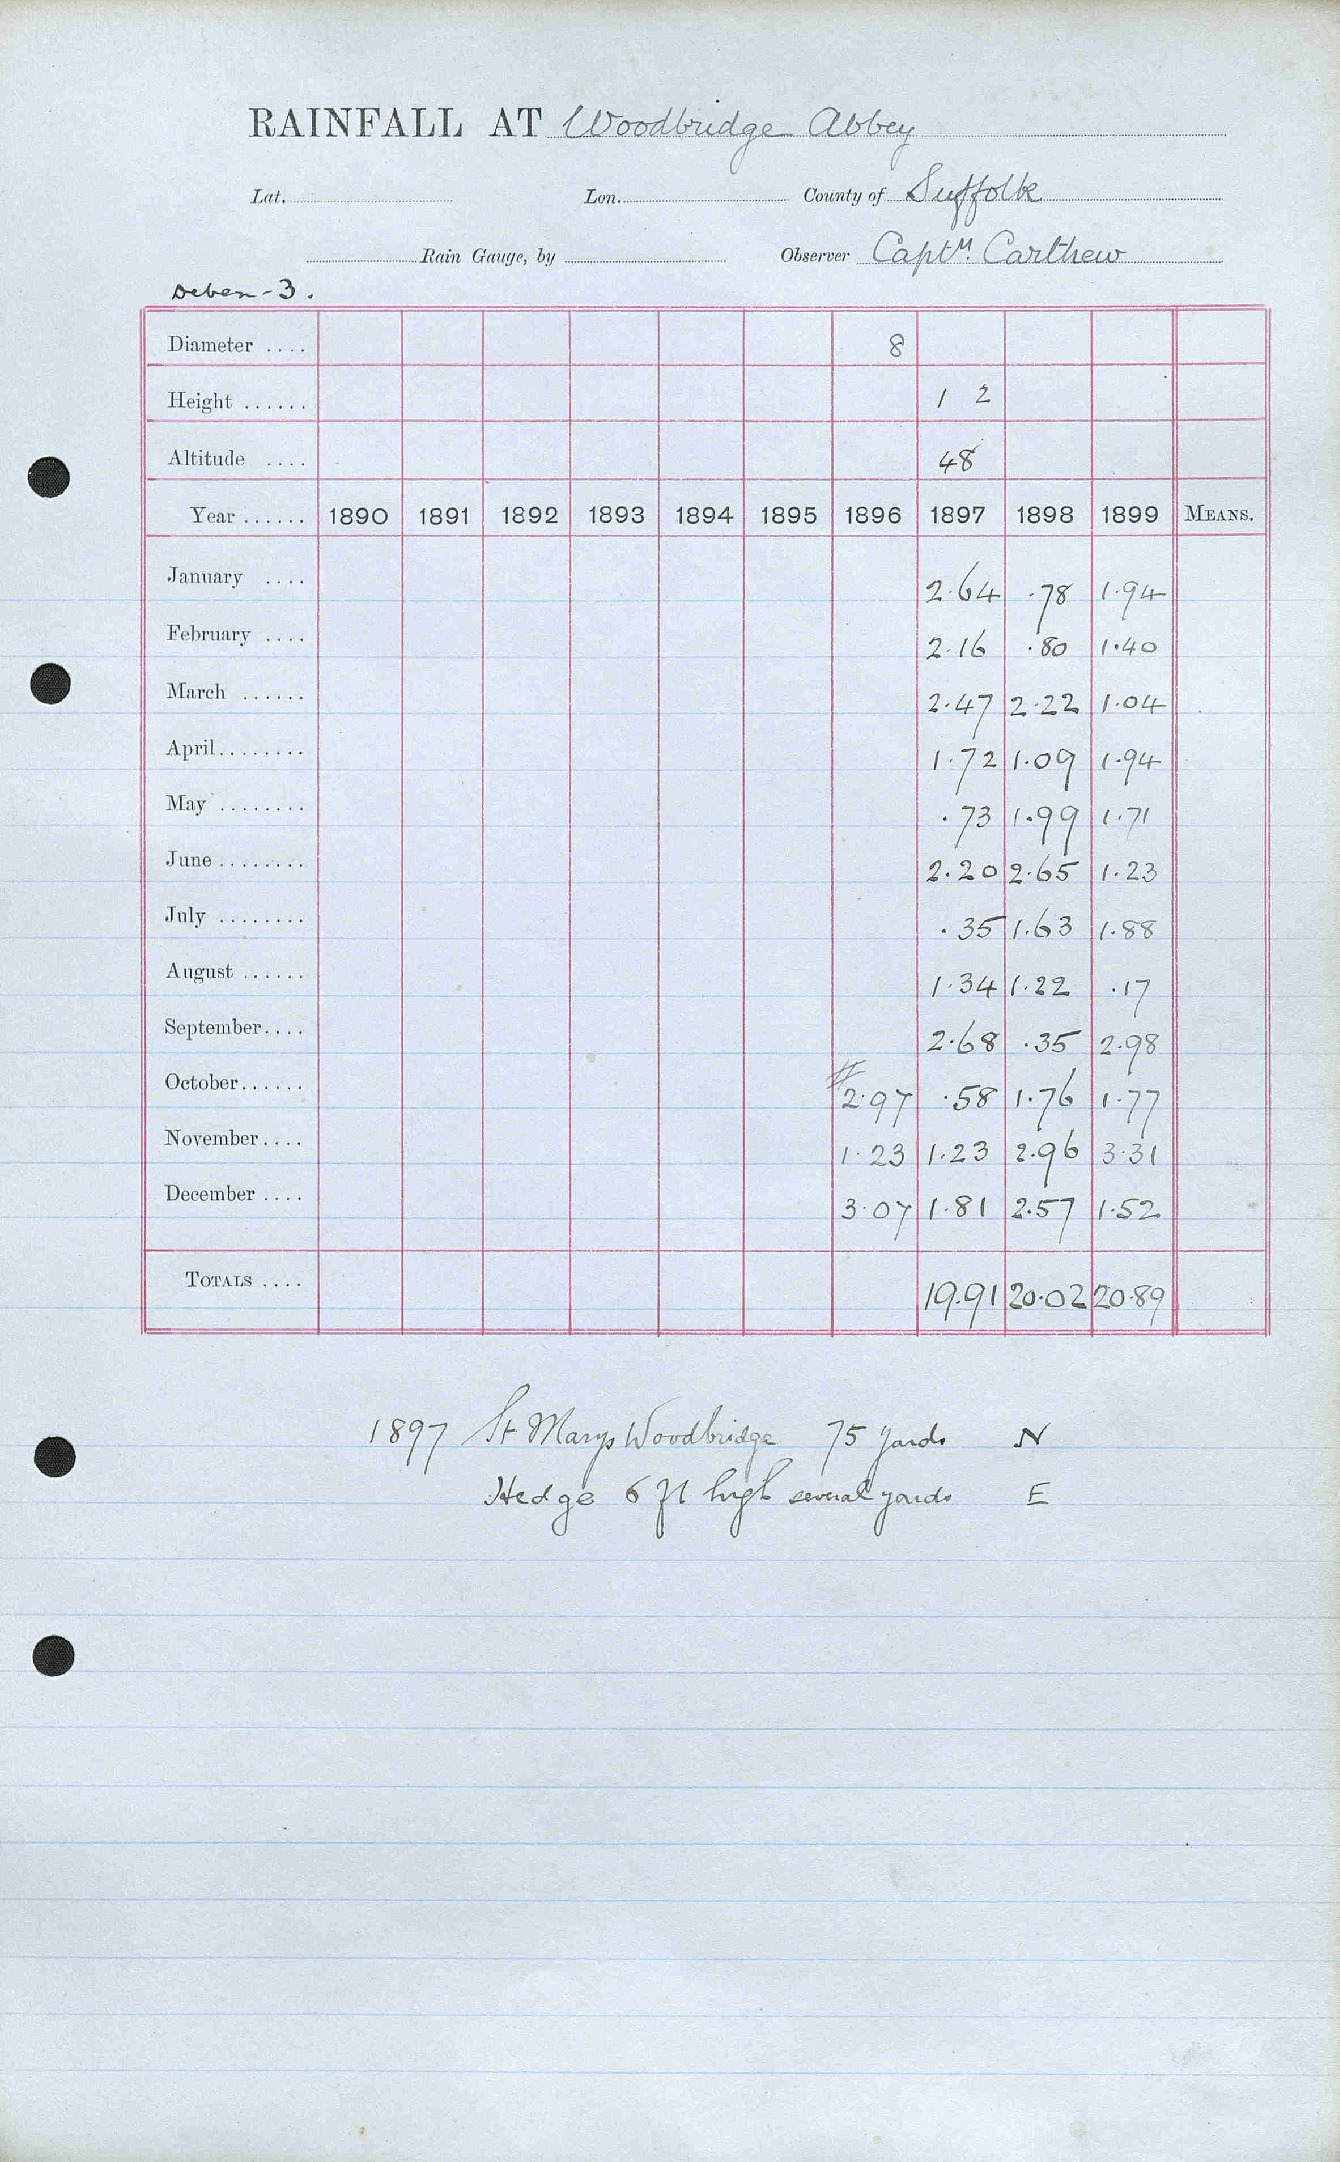 RAINFALL AT Woodbridge Abbey
Lat. Lon. County of Suffolk
Rain Gauge, by Observer Capt.n Carthew
Deben-3.
Diameter .... 8
Height ...... 1 2
Altitude .... 48
Year ...... 1890 1891 1892 1893 1894 1895 1896 1897 1898 1899 MEANS.
January .... 2.64 .78 1.94
February .... 2.16 .80 1.40
March ...... 2.47 2.22 1.04
April........ 1.72 1.09 1.94
May ........ .73 1.99 1.71
June ........ 2.20 2.65 1.23
July ........ .35 1.63 1.88
August ...... 1.34 1.22 .17
September.... 2.68 .35 2.98
October...... #2.97 .58 1.76 1.77
November.... 1.23 1.23 2.96 3.31
December .... 3.07 1.81 2.57 1.52
TOTALS .... 19.91 20.02 20.89
1897 St Marys Woodbridge 75 yards N
Hedge 6 ft high several yards E